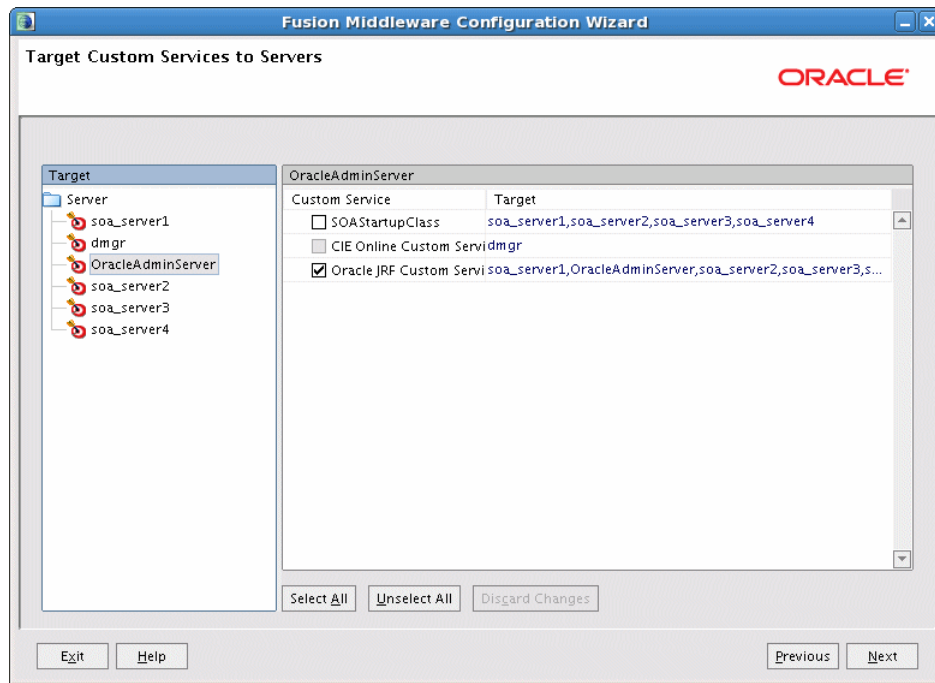 Fusion Middleware Configuration Wizard
Target Custom Services to Servers
ORACLE
Target
Server
soa_server1
dmgr
OracleAdminServer
soa_server2
soa_server3
soa_server4
OracleAdminServer
Custom Service Target
SOAStartupClass soa_server1,soa_server2,soa_server3,soa_server4
CIE Online Custom Servi dmgr
Oracle JRF Custom Servi soa_server1,OracleAdminServer,soa_server2,soa_server3,s...
Select All Unselect All Discard Changes
Exit Help Previous Next